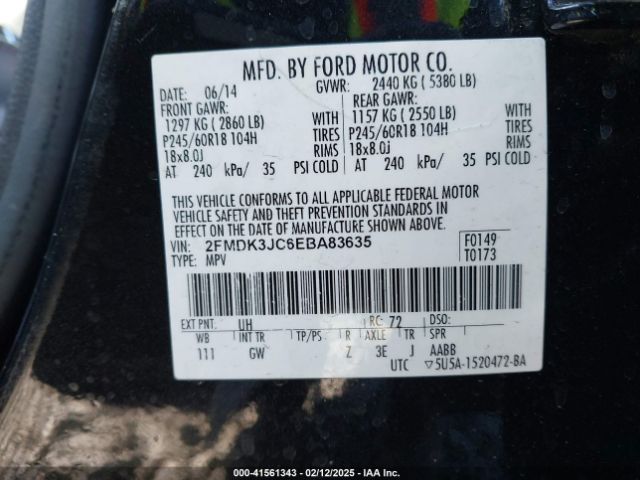 MFD. BY FORD MOTOR CO.
DATE: 06/14 GVWR: 2440 KG ( 5380 LB)
FRONT GAWR: REAR GAWR:
1297 KG ( 2860 LB) WITH 1157 KG ( 2550 LB) WITH
P245/60R18 104H TIRES P245/60R18 104H TIRES
18x8.0J RIMS 18x8.0J RIMS
AT 240 kPa/ 35 PSI COLD AT 240 kPa/ 35 PSI COLD
THIS VEHICLE CONFORMS TO ALL APPLICABLE FEDERAL MOTOR
VEHICLE SAFETY AND THEFT PREVENTION STANDARDS IN
EFFECT ON THE DATE OF MANUFACTURE SHOWN ABOVE.
VIN: 2FMDK3JC6EBA83635 F0149
TYPE: MPV T0173
EXT PNT: UH RC: 72 DSO:
WB INT TR TP/PS R AXLE TR SPR
111 GW Z 3E J AABB
UTC ▽5U5A-1520472-BA
000-41561343 - 02/12/2025 - IAA Inc.